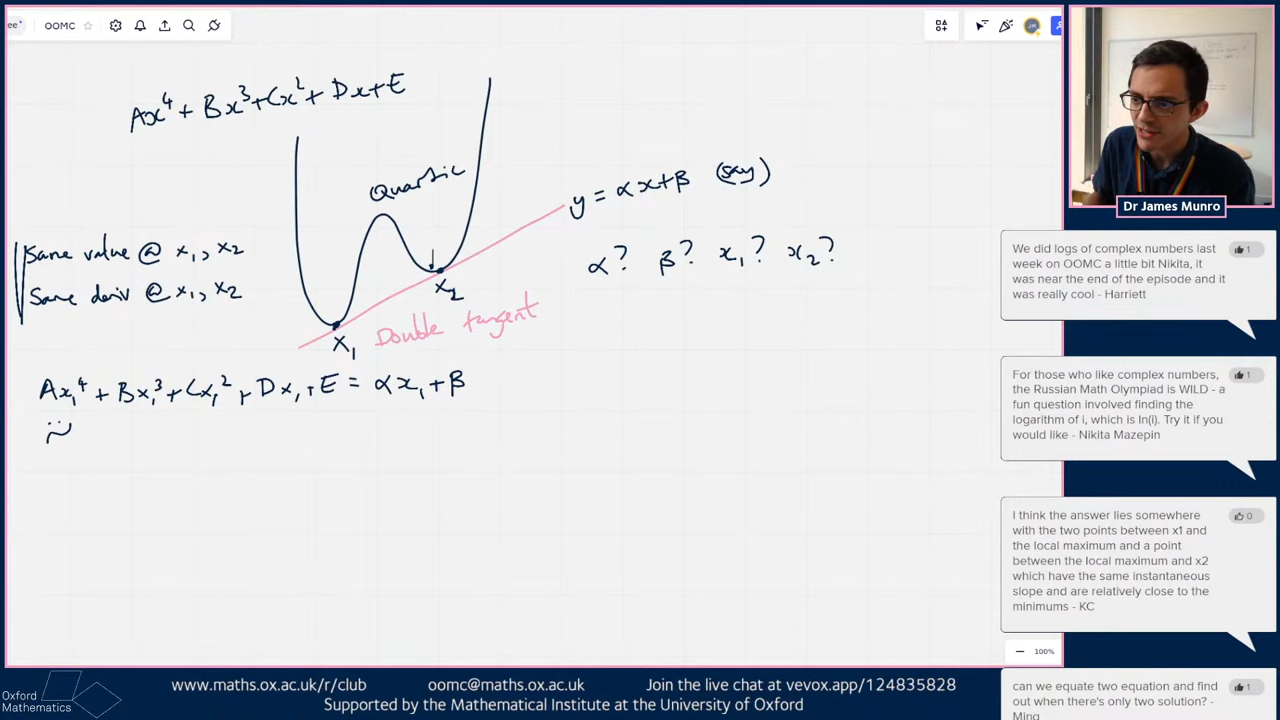 ee
OOMC
Ax⁴ + Bx³ + Cx² + Dx + E
Quartic
y = αx + β (say)
α? β? x₁? x₂?
Same value @ x₁, x₂
Same deriv @ x₁, x₂
x₂
x₁
Double tangent
Ax₁⁴ + Bx₁³ + Cx₁² + Dx₁ + E = αx₁ + β
100%
Dr James Munro
We did logs of complex numbers last
week on OOMC a little bit Nikita, it
was near the end of the episode and it
was really cool - Harriett
1
For those who like complex numbers,
the Russian Math Olympiad is WILD - a
fun question involved finding the
logarithm of i, which is ln(i). Try it if you
would like - Nikita Mazepin
1
I think the answer lies somewhere
with the two points between x1 and
the local maximum and a point
between the local maximum and x2
which have the same instantaneous
slope and are relatively close to the
minimums - KC
0
can we equate two equation and find
out when there's only two solution? -
Ming
1
Oxford
Mathematics
www.maths.ox.ac.uk/r/club oomc@maths.ox.ac.uk Join the live chat at vevox.app/124835828
Supported by the Mathematical Institute at the University of Oxford